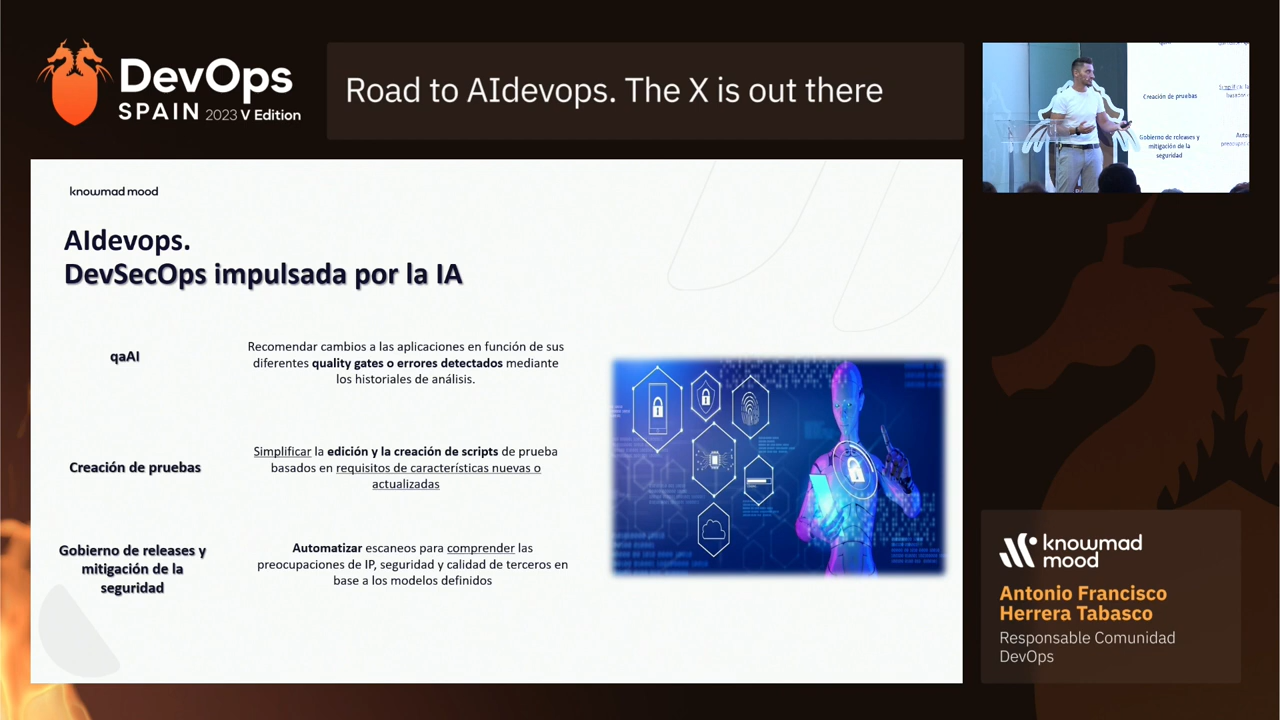 DevOps
SPAIN 2023 V Edition
Road to AIdevops. The X is out there
Creación de pruebas
Gobierno de releases y
mitigación de la
seguridad
knowmad mood
AIdevops.
DevSecOps impulsada por la IA
qaAI
Recomendar cambios a las aplicaciones en función de sus
diferentes quality gates o errores detectados mediante
los historiales de análisis.
Creación de pruebas
Simplificar la edición y la creación de scripts de prueba
basados en requisitos de características nuevas o
actualizadas
Gobierno de releases y
mitigación de la
seguridad
Automatizar escaneos para comprender las
preocupaciones de IP, seguridad y calidad de terceros en
base a los modelos definidos
knowmad
mood
Antonio Francisco
Herrera Tabasco
Responsable Comunidad
DevOps